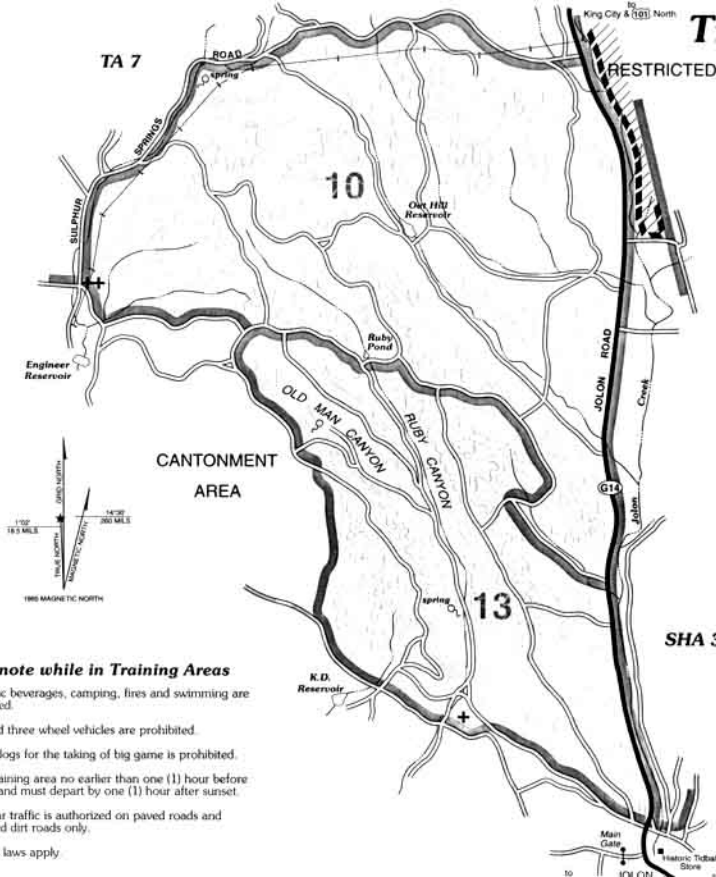 to
King City & 101 North
T
RESTRICTED
TA 7
ROAD
spring
SPRINGS
SULPHUR
10
Oat Hill
Reservoir
Ruby
Pond
Engineer
Reservoir
JOLON ROAD
Creek
Jolon
OLD MAN CANYON
RUBY CANYON
CANTONMENT
AREA
G14
GRID NORTH
TRUE NORTH
MAGNETIC NORTH
1°02'
18.5 MILS
14°30'
260 MILS
1985 MAGNETIC NORTH
spring
13
SHA 3
K.D.
Reservoir
note while in Training Areas
c beverages, camping, fires and swimming are
ed.
d three wheel vehicles are prohibited.
logs for the taking of big game is prohibited.
aining area no earlier than one (1) hour before
and must depart by one (1) hour after sunset.
ar traffic is authorized on paved roads and
d dirt roads only.
laws apply
Main
Gate
Historic Tidbal
Store
to
JOLON